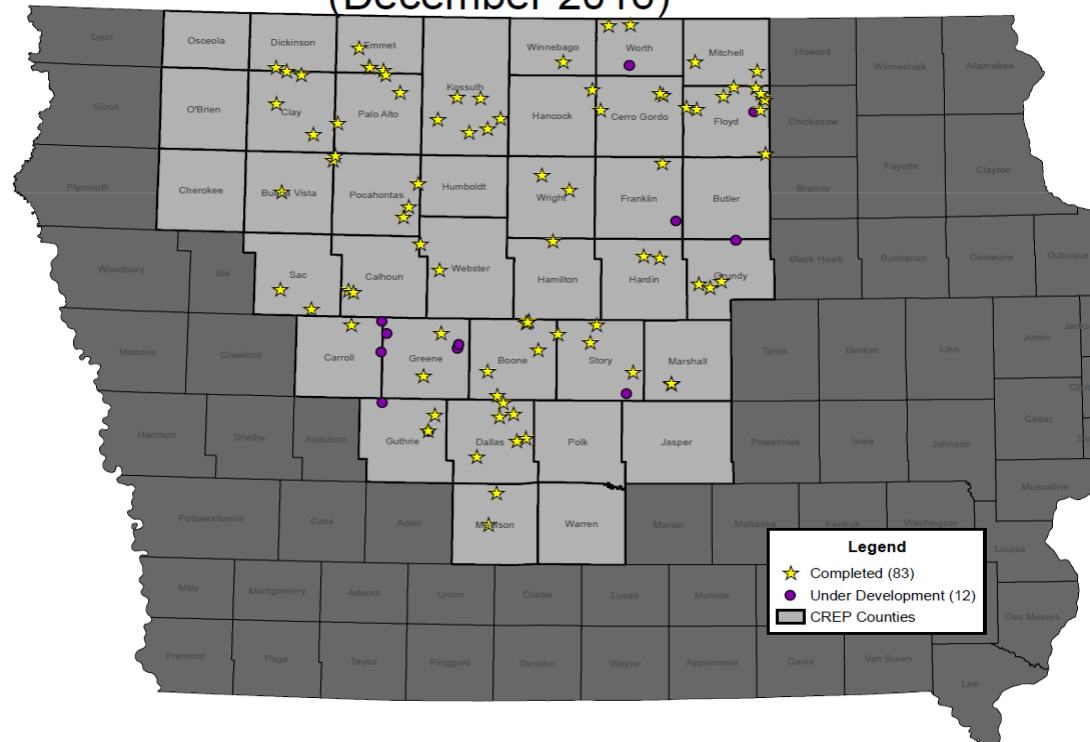 (December 2016)
Lyon
Osceola
Dickinson
Emmet
Winnebago
Worth
Mitchell
Howard
Winneshiek
Allamakee
Sioux
O'Brien
Clay
Palo Alto
Kossuth
Hancock
Cerro Gordo
Floyd
Chickasaw
Fayette
Clayton
Plymouth
Cherokee
Buena Vista
Pocahontas
Humboldt
Wright
Franklin
Butler
Bremer
Woodbury
Ida
Sac
Calhoun
Webster
Hamilton
Hardin
Grundy
Black Hawk
Buchanan
Delaware
Dubuque
Monona
Crawford
Carroll
Greene
Boone
Story
Marshall
Tama
Benton
Linn
Jones
Jacks
Clint
Harrison
Shelby
Audubon
Guthrie
Dallas
Polk
Jasper
Poweshiek
Iowa
Johnson
Cedar
Sc
Muscatine
Pottawattamie
Cass
Adair
Madison
Warren
Marion
Mahaska
Keokuk
Washington
Louisa
Mills
Montgomery
Adams
Union
Clarke
Lucas
Monroe
Des Moines
Fremont
Page
Taylor
Ringgold
Decatur
Wayne
Appanoose
Davis
Van Buren
Lee
Legend
Completed (83)
Under Development (12)
CREP Counties